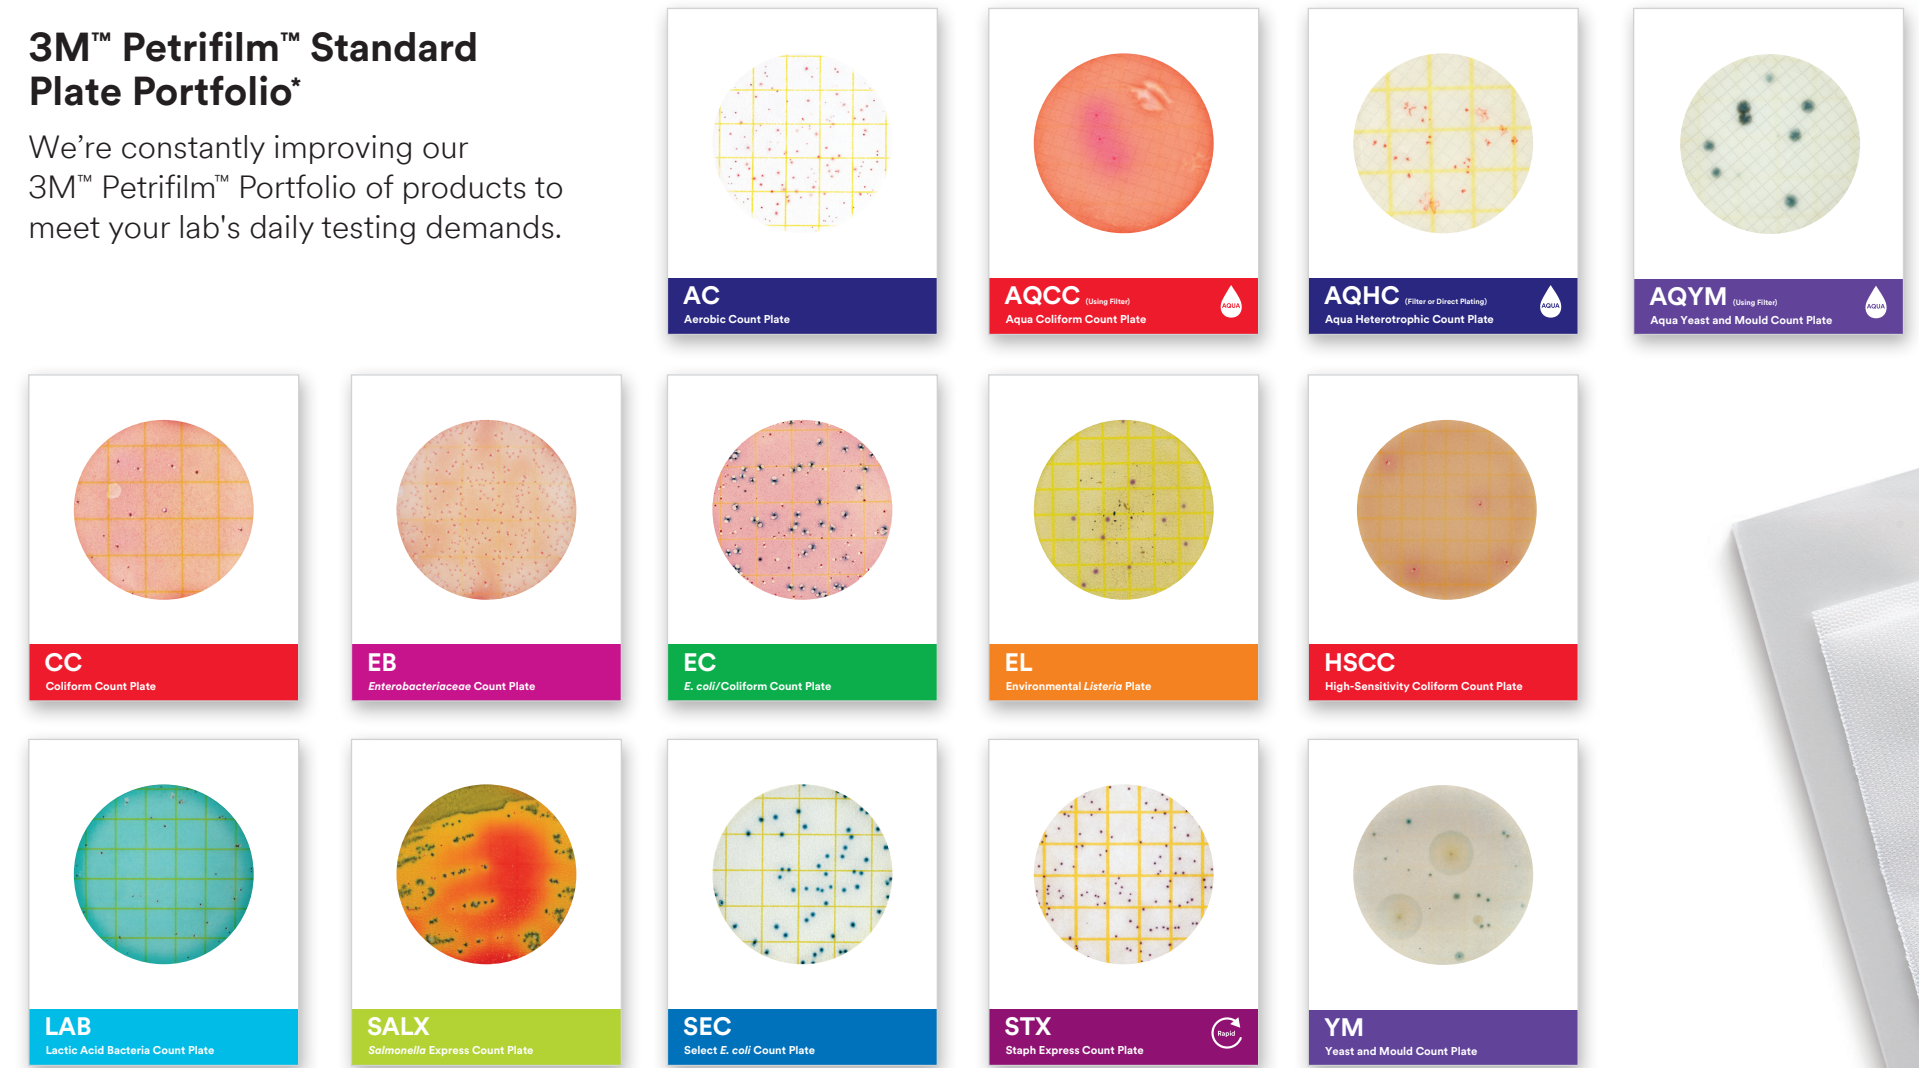 3M™ Petrifilm™ Standard
Plate Portfolio*
We're constantly improving our
3M™ Petrifilm™ Portfolio of products to
meet your lab's daily testing demands.
AC
Aerobic Count Plate
AQCC (Using Filter)
Aqua Coliform Count Plate
AQUA
AQHC (Filter or Direct Plating)
Aqua Heterotrophic Count Plate
AQUA
AQYM (Using Filter)
Aqua Yeast and Mould Count Plate
AQUA
CC
Coliform Count Plate
EB
Enterobacteriaceae Count Plate
EC
E. coli/Coliform Count Plate
EL
Environmental Listeria Plate
HSCC
High-Sensitivity Coliform Count Plate
LAB
Lactic Acid Bacteria Count Plate
SALX
Salmonella Express Count Plate
SEC
Select E. coli Count Plate
STX
Staph Express Count Plate
Rapid
YM
Yeast and Mould Count Plate